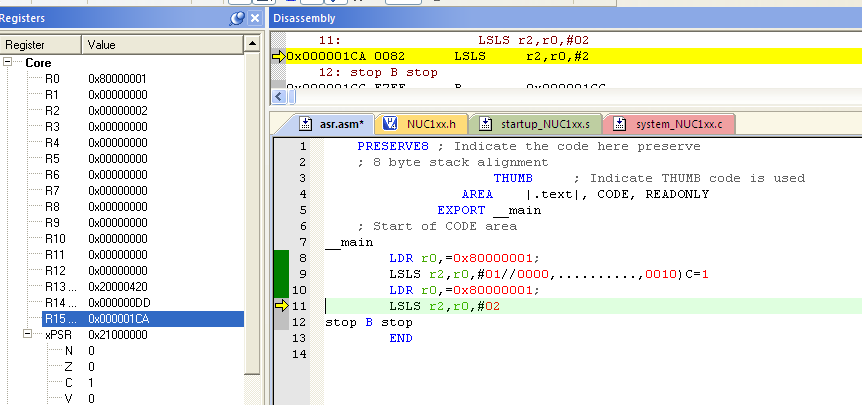 Registers
Register Value
Core
R0 0x80000001
R1 0x00000000
R2 0x00000002
R3 0x00000000
R4 0x00000000
R5 0x00000000
R6 0x00000000
R7 0x00000000
R8 0x00000000
R9 0x00000000
R10 0x00000000
R11 0x00000000
R12 0x00000000
R13 ... 0x20000420
R14 ... 0x000000DD
R15 ... 0x000001CA
xPSR 0x21000000
N 0
Z 0
C 1
V 0
Disassembly
11: LSLS r2,r0,#02
0x000001CA 0082 LSLS r2,r0,#2
12: stop B stop
0x000001CC E7FE B 0x000001CC
asr.asm* NUC1xx.h startup_NUC1xx.s system_NUC1xx.c
1 PRESERVE8 ; Indicate the code here preserve
2 ; 8 byte stack alignment
3 THUMB ; Indicate THUMB code is used
4 AREA |.text|, CODE, READONLY
5 EXPORT __main
6 ; Start of CODE area
7 __main
8 LDR r0,=0x80000001;
9 LSLS r2,r0,#01//0000,..........,0010)C=1
10 LDR r0,=0x80000001;
11 LSLS r2,r0,#02
12 stop B stop
13 END
14